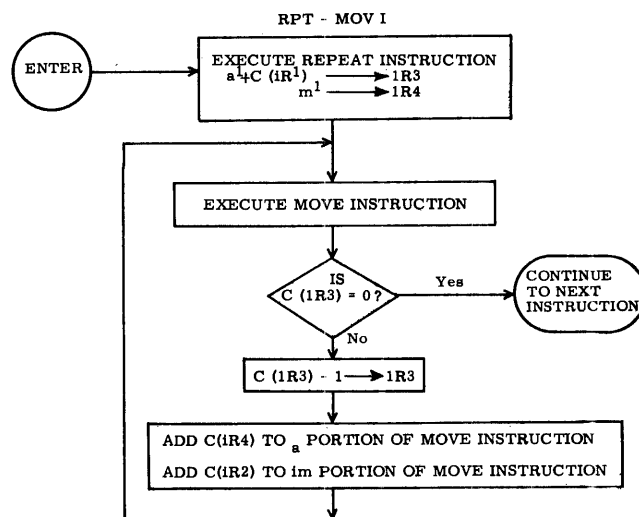 RPT - MOV I
ENTER
EXECUTE REPEAT INSTRUCTION
a¹+C (iR¹) → 1R3
m¹ → 1R4
EXECUTE MOVE INSTRUCTION
IS
C (1R3) = 0?
Yes
CONTINUE
TO NEXT
INSTRUCTION
No
C (1R3) - 1 → 1R3
ADD C(iR4) TO a PORTION OF MOVE INSTRUCTION
ADD C(iR2) TO im PORTION OF MOVE INSTRUCTION